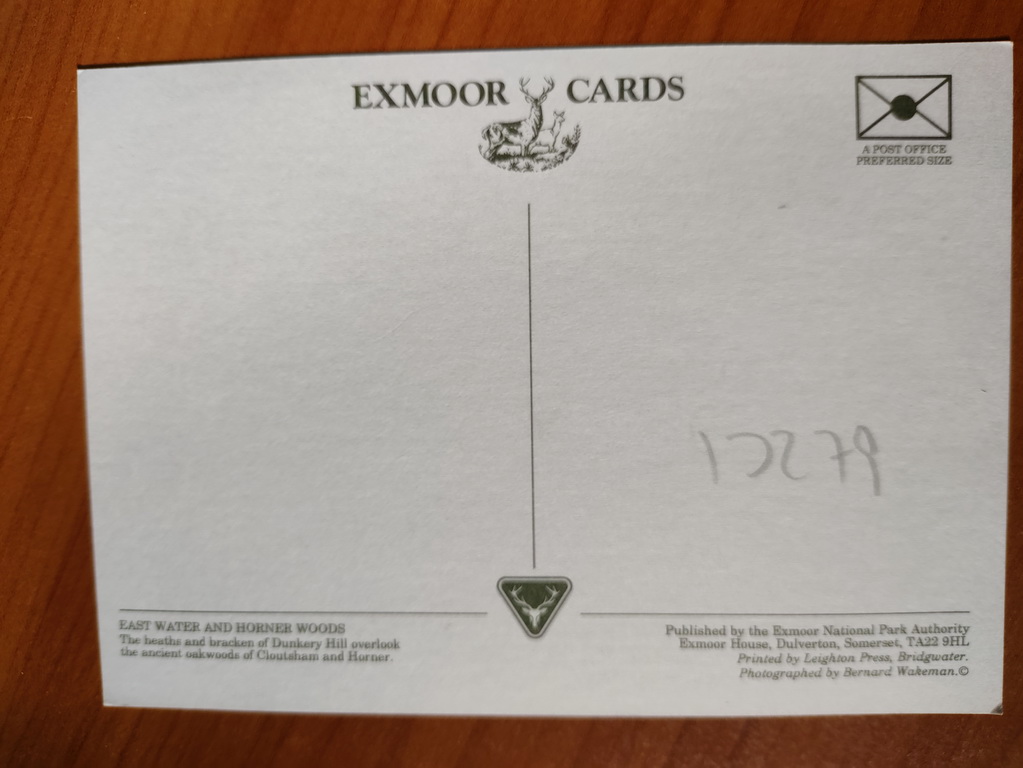 EXMOOR CARDS
A POST OFFICE
PREFERRED SIZE
EAST WATER AND HORNER WOODS
The heaths and bracken of Dunkery Hill overlook
the ancient oakwoods of Cloutsham and Horner.
Published by the Exmoor National Park Authority
Exmoor House, Dulverton, Somerset, TA22 9HL
Printed by Leighton Press, Bridgwater.
Photographed by Bernard Wakeman.©